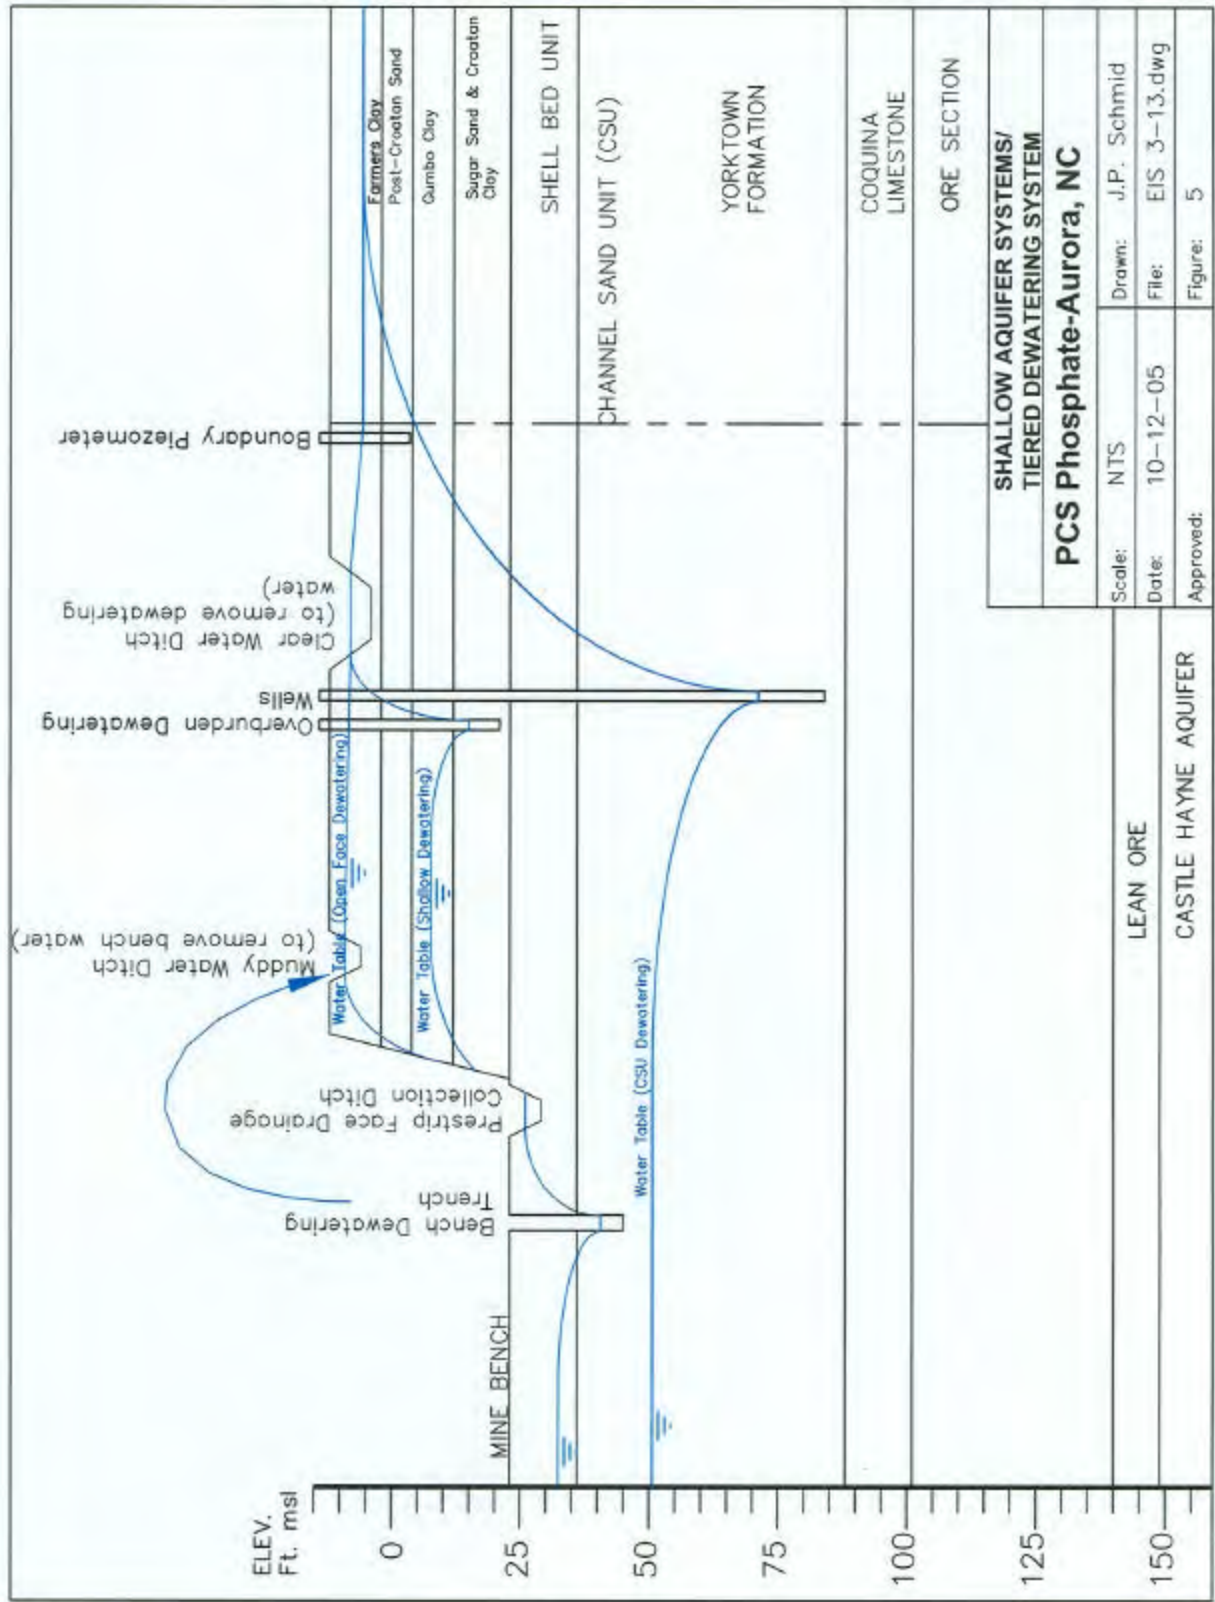 ELEV.
Ft. msl
0
25
50
75
100
125
150
Muddy Water Ditch
(to remove bench water)
Overburden Dewatering
Wells
Clear Water Ditch
(to remove dewatering
water)
Boundary Piezometer
Bench Dewatering
Trench
Prestrip Face Drainage
Collection Ditch
MINE BENCH
Water Table (Open Face Dewatering)
Water Table (Shallow Dewatering)
Water Table (CSU Dewatering)
Farmers Clay
Post-Croatan Sand
Gumbo Clay
Sugar Sand & Croatan
Clay
SHELL BED UNIT
CHANNEL SAND UNIT (CSU)
YORKTOWN
FORMATION
COQUINA
LIMESTONE
ORE SECTION
LEAN ORE
CASTLE HAYNE AQUIFER
SHALLOW AQUIFER SYSTEMS/
TIERED DEWATERING SYSTEM
PCS Phosphate-Aurora, NC
Scale: NTS
Drawn: J.P. Schmid
Date: 10-12-05
File: EIS 3-13.dwg
Approved:
Figure: 5